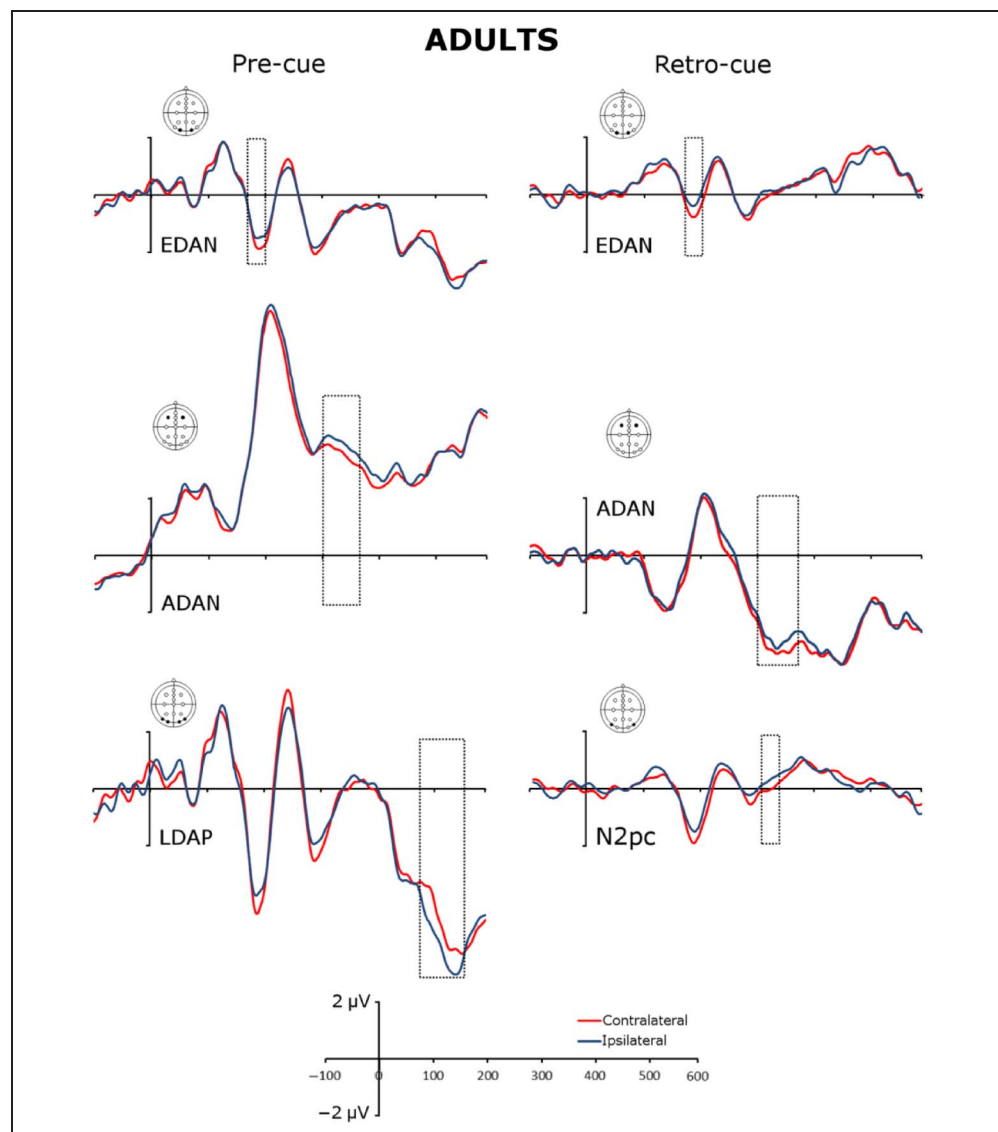 ADULTS
Pre-cue
Retro-cue
EDAN
EDAN
ADAN
ADAN
LDAP
N2pc
2 µV
Contralateral
Ipsilateral
−100 0 100 200 300 400 500 600
−2 µV